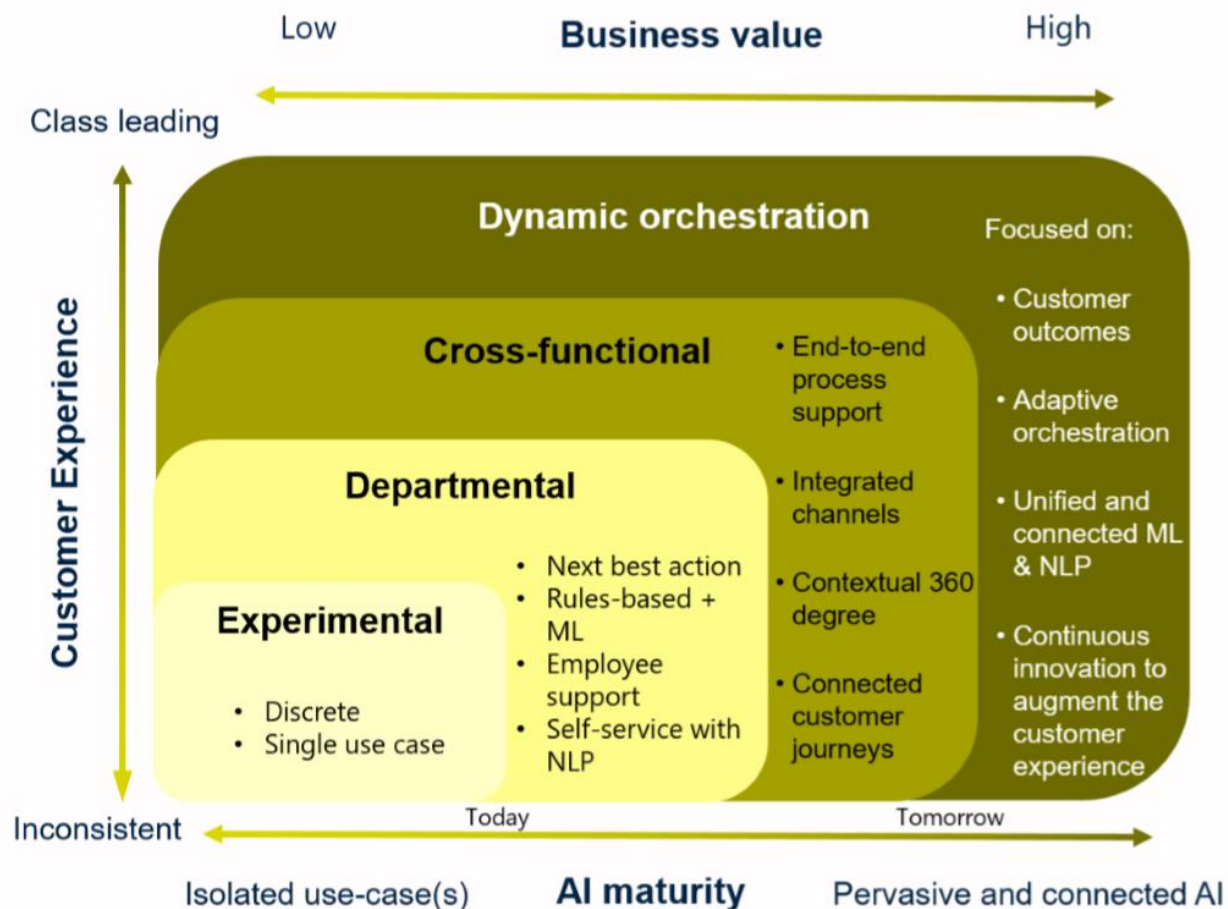 Low
Business value
High
Class leading
Customer Experience
Dynamic orchestration
Focused on:
• Customer
outcomes
• Adaptive
orchestration
• Unified and
connected ML
& NLP
• Continuous
innovation to
augment the
customer
experience
Cross-functional
• End-to-end
process
support
• Integrated
channels
• Contextual 360
degree
• Connected
customer
journeys
Departmental
• Next best action
• Rules-based +
ML
• Employee
support
• Self-service with
NLP
Experimental
• Discrete
• Single use case
Inconsistent
Today
Tomorrow
Isolated use-case(s)
AI maturity
Pervasive and connected AI